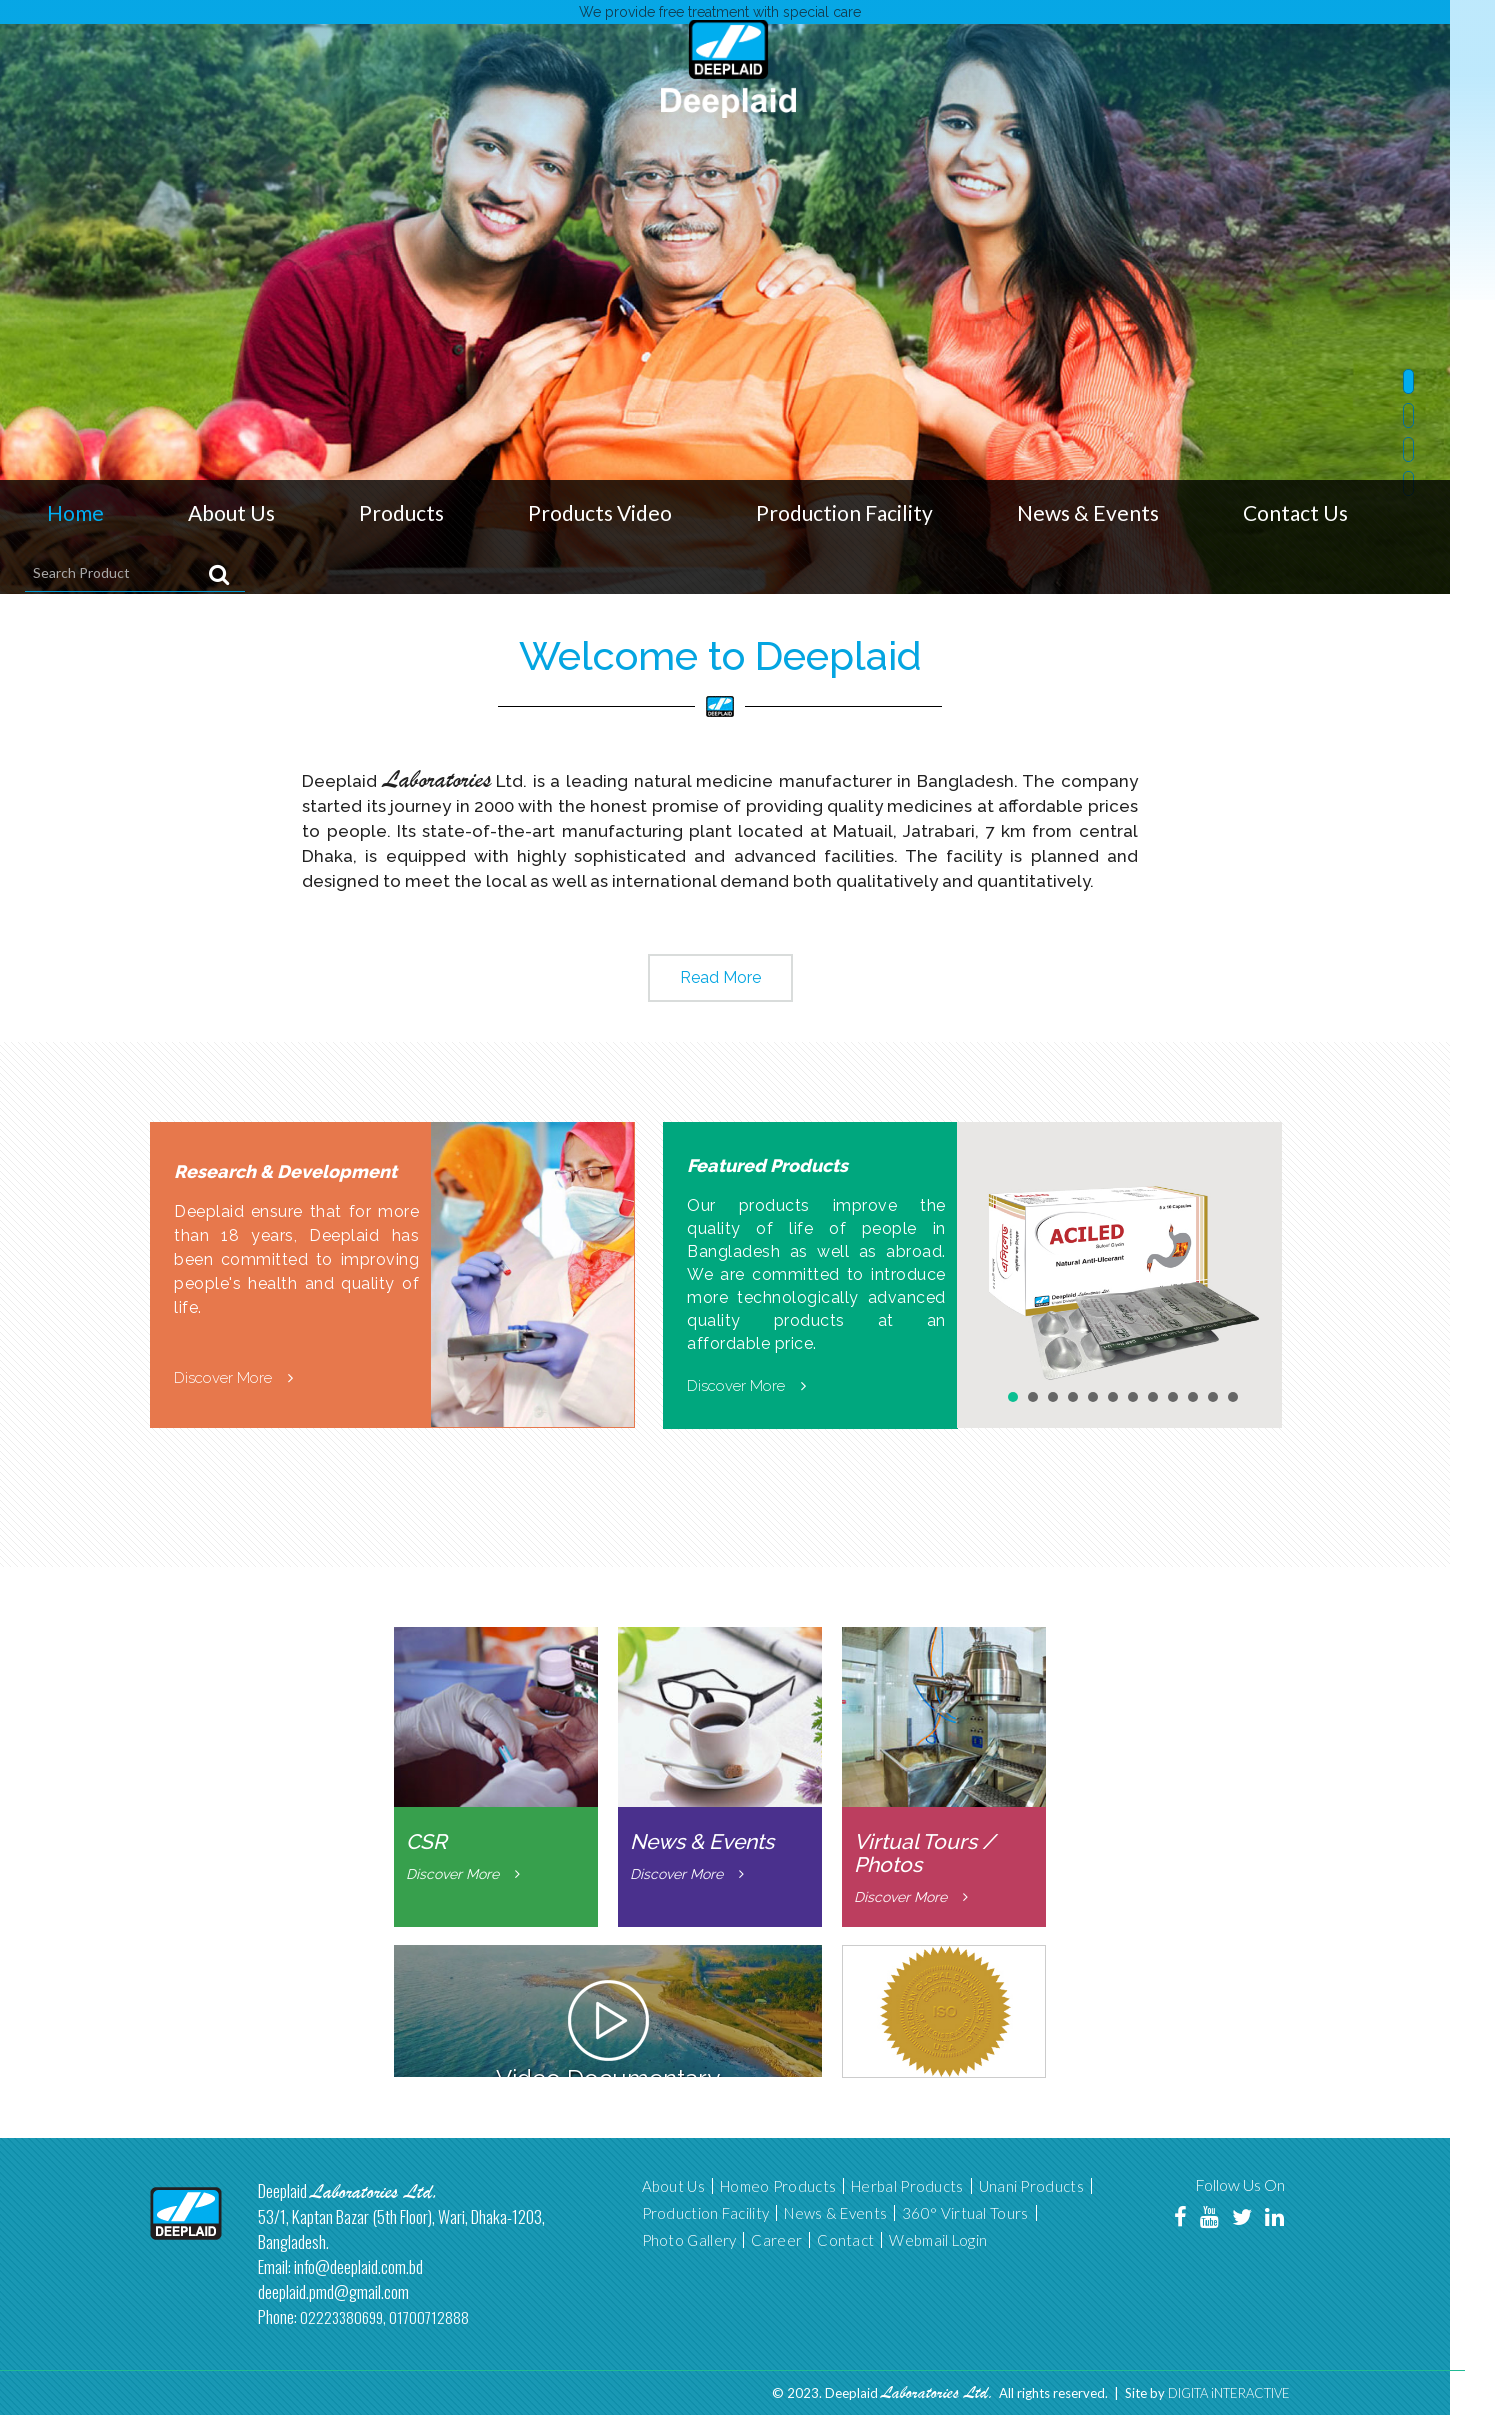 We provide free treatment with special care
DEEPLAID
Deeplaid
Home
About Us
Products
Products Video
Production Facility
News & Events
Contact Us
Search Product
Welcome to Deeplaid
DEEPLAID
Deeplaid Laboratories Ltd. is a leading natural medicine manufacturer in Bangladesh. The company
started its journey in 2000 with the honest promise of providing quality medicines at affordable prices
to people. Its state-of-the-art manufacturing plant located at Matuail, Jatrabari, 7 km from central
Dhaka, is equipped with highly sophisticated and advanced facilities. The facility is planned and
designed to meet the local as well as international demand both qualitatively and quantitatively.
Read More
Research & Development
Deeplaid ensure that for more
than 18 years, Deeplaid has
been committed to improving
people's health and quality of
life.
Discover More
Featured Products
Our products improve the
quality of life of people in
Bangladesh as well as abroad.
We are committed to introduce
more technologically advanced
quality products at an
affordable price.
Discover More
ACILED
ACILED
Natural Anti-Ulcerant
CSR
Discover More
News & Events
Discover More
Virtual Tours /
Photos
Discover More
Video Documentary
ISO
USA
DEEPLAID
Deeplaid Laboratories Ltd.
53/1, Kaptan Bazar (5th Floor), Wari, Dhaka-1203,
Bangladesh.
Email: info@deeplaid.com.bd
deeplaid.pmd@gmail.com
Phone: 02223380699, 01700712888
About Us | Homeo Products | Herbal Products | Unani Products |
Production Facility | News & Events | 360° Virtual Tours |
Photo Gallery | Career | Contact | Webmail Login
Follow Us On
You Tube
© 2023. Deeplaid Laboratories Ltd. All rights reserved. | Site by DIGITA iNTERACTIVE